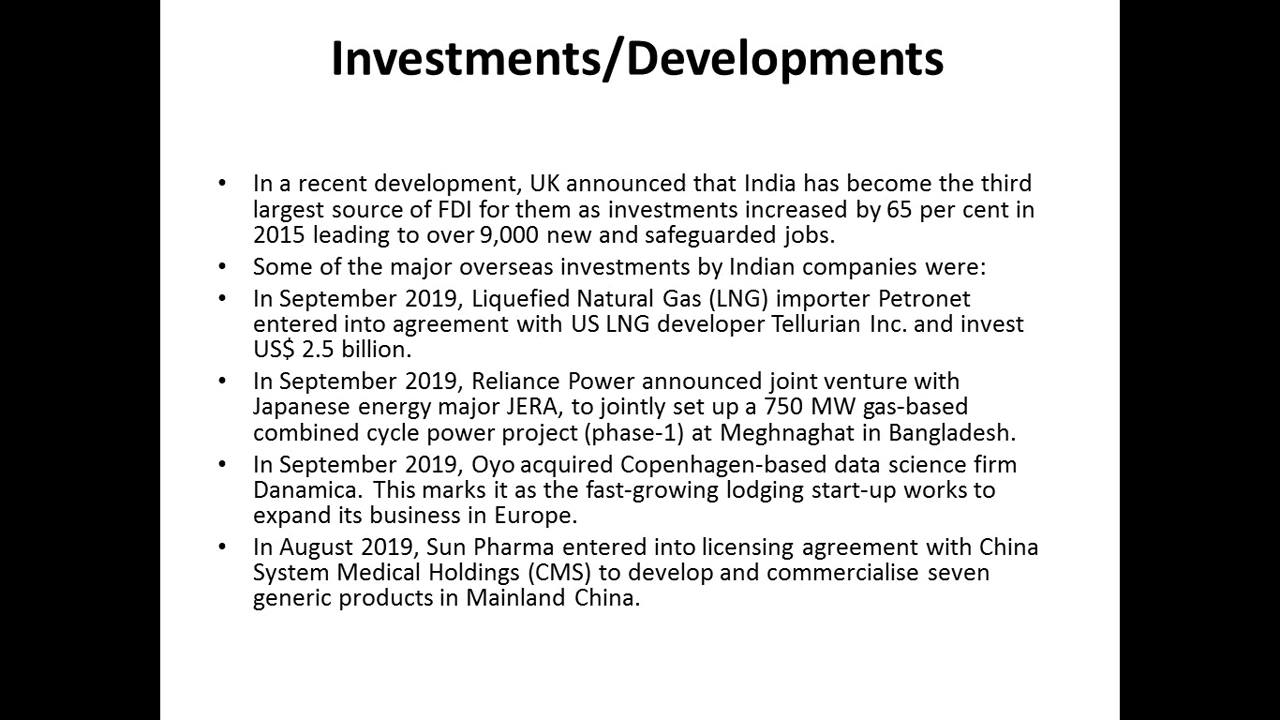 Investments/Developments
• In a recent development, UK announced that India has become the third
largest source of FDI for them as investments increased by 65 per cent in
2015 leading to over 9,000 new and safeguarded jobs.
• Some of the major overseas investments by Indian companies were:
• In September 2019, Liquefied Natural Gas (LNG) importer Petronet
entered into agreement with US LNG developer Tellurian Inc. and invest
US$ 2.5 billion.
• In September 2019, Reliance Power announced joint venture with
Japanese energy major JERA, to jointly set up a 750 MW gas-based
combined cycle power project (phase-1) at Meghnaghat in Bangladesh.
• In September 2019, Oyo acquired Copenhagen-based data science firm
Danamica. This marks it as the fast-growing lodging start-up works to
expand its business in Europe.
• In August 2019, Sun Pharma entered into licensing agreement with China
System Medical Holdings (CMS) to develop and commercialise seven
generic products in Mainland China.